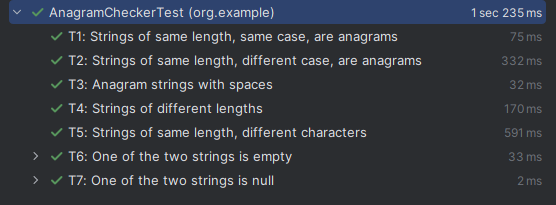 AnagramCheckerTest (org.example) 1 sec 235 ms
T1: Strings of same length, same case, are anagrams 75 ms
T2: Strings of same length, different case, are anagrams 332 ms
T3: Anagram strings with spaces 32 ms
T4: Strings of different lengths 170 ms
T5: Strings of same length, different characters 591 ms
T6: One of the two strings is empty 33 ms
T7: One of the two strings is null 2 ms